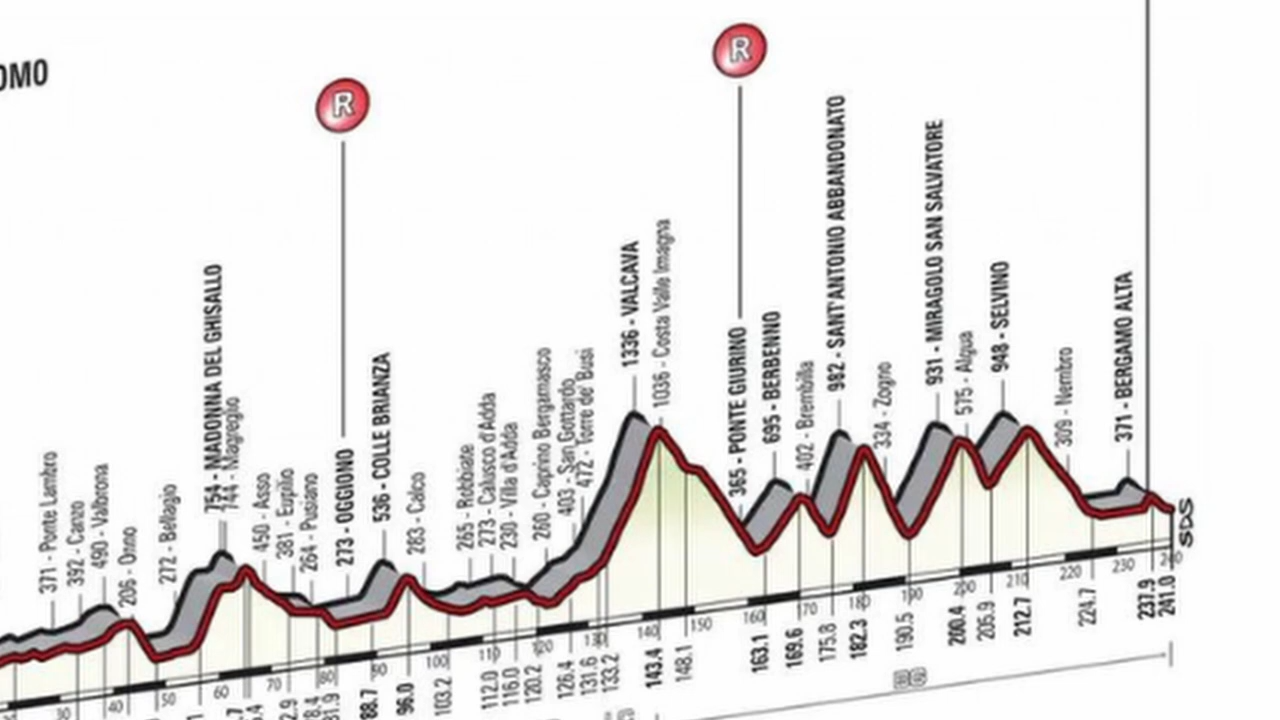 OMO
R
R
371 - Ponte Lambro
392 - Canzo
490 - Valbrona
206 - Onno
272 - Bellagio
754 - MADONNA DEL GHISALLO
744 - Magreglio
450 - Asso
381 - Eupilio
264 - Pusiano
273 - OGGIONO
536 - COLLE BRIANZA
283 - Calco
265 - Robbiate
273 - Calusco d'Adda
230 - Villa d'Adda
260 - Caprino Bergamasco
403 - San Gottardo
472 - Torre de' Busi
1336 - VALCAVA
1036 - Costa Valle Imagna
365 - PONTE GIURINO
695 - BERBENNO
402 - Brembilla
982 - SANT'ANTONIO ABBANDONATO
334 - Zogno
931 - MIRAGOLO SAN SALVATORE
575 - Algua
948 - SELVINO
309 - Nembro
371 - BERGAMO ALTA
SDS
30 40 50 60 70 80 90 100 110 120 130 140 150 160 170 180 190 200 210 220 230 240
96.0
103.2
112.0
116.0
120.2
126.4
131.6
133.2
143.4
148.1
163.1
169.6
175.8
182.3
190.5
200.4
205.9
212.7
224.7
237.9
241.0
BG